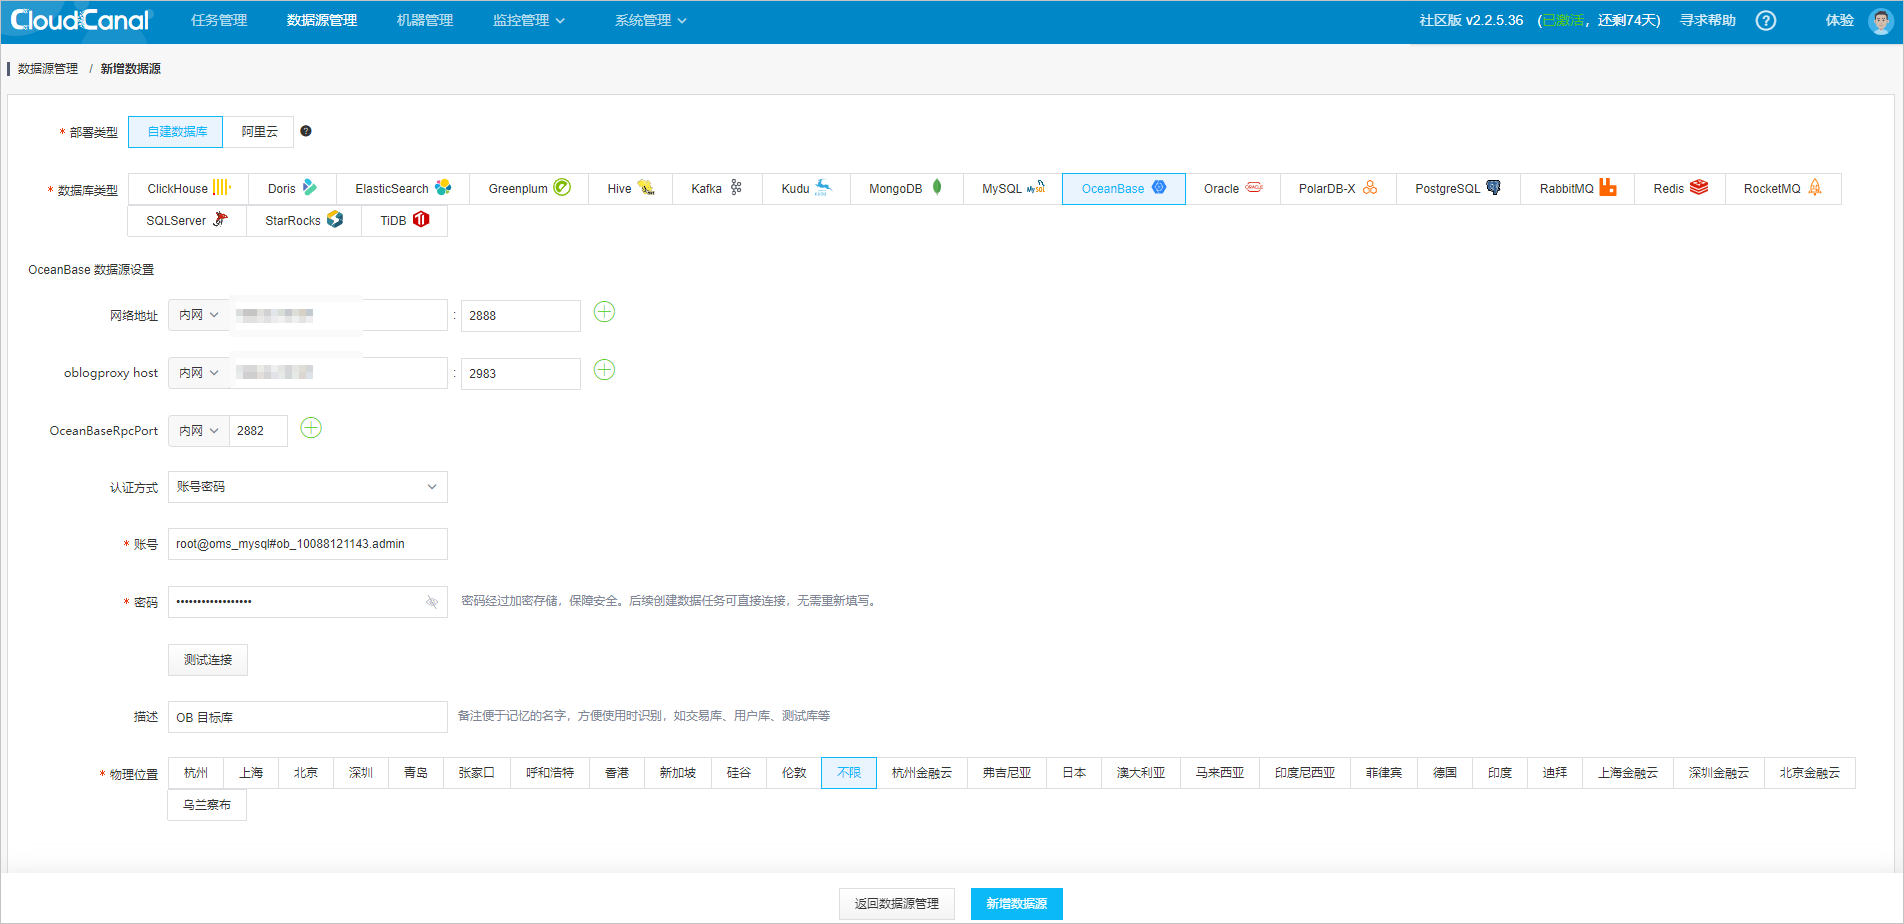 CloudCanal 任务管理 数据源管理 机器管理 监控管理 系统管理 社区版 v2.2.5.36 (已激活，还剩74天) 寻求帮助 ? 体验
数据源管理 / 新增数据源
* 部署类型 自建数据库 阿里云 ?
* 数据库类型 ClickHouse Doris ElasticSearch Greenplum Hive Kafka Kudu MongoDB MySQL OceanBase Oracle PolarDB-X PostgreSQL RabbitMQ Redis RocketMQ
SQLServer StarRocks TiDB
OceanBase 数据源设置
网络地址 内网 : 2888
oblogproxy host 内网 : 2983
OceanBaseRpcPort 内网 2882
认证方式 账号密码
* 账号 root@oms_mysql#ob_10088121143.admin
* 密码 •••••••••••••••••• 密码经过加密存储，保障安全。后续创建数据任务可直接连接，无需重新填写。
测试连接
描述 OB 目标库 备注便于记忆的名字，方便使用时识别，如交易库、用户库、测试库等
* 物理位置 杭州 上海 北京 深圳 青岛 张家口 呼和浩特 香港 新加坡 硅谷 伦敦 不限 杭州金融云 弗吉尼亚 日本 澳大利亚 马来西亚 印度尼西亚 菲律宾 德国 印度 迪拜 上海金融云 深圳金融云 北京金融云
乌兰察布
返回数据源管理 新增数据源